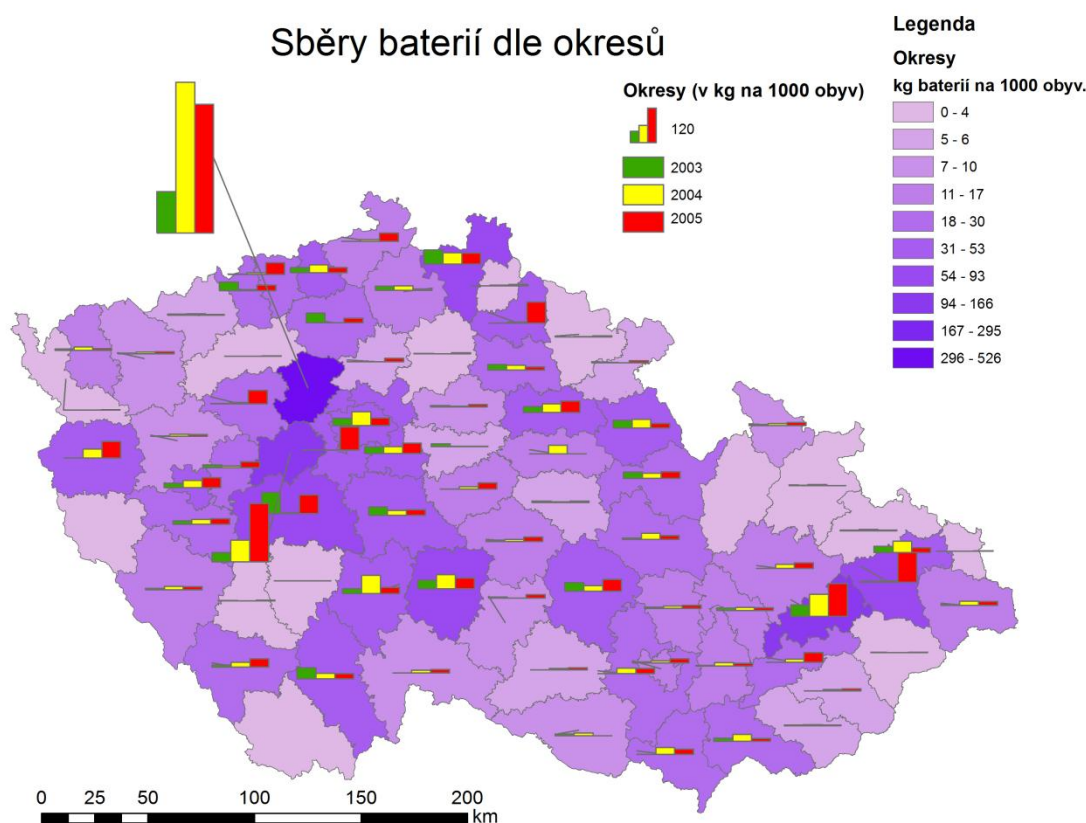 Sběry baterií dle okresů
Okresy (v kg na 1000 obyv)
120
2003
2004
2005
Legenda
Okresy
kg baterií na 1000 obyv.
0 - 4
5 - 6
7 - 10
11 - 17
18 - 30
31 - 53
54 - 93
94 - 166
167 - 295
296 - 526
0 25 50 100 150 200
km